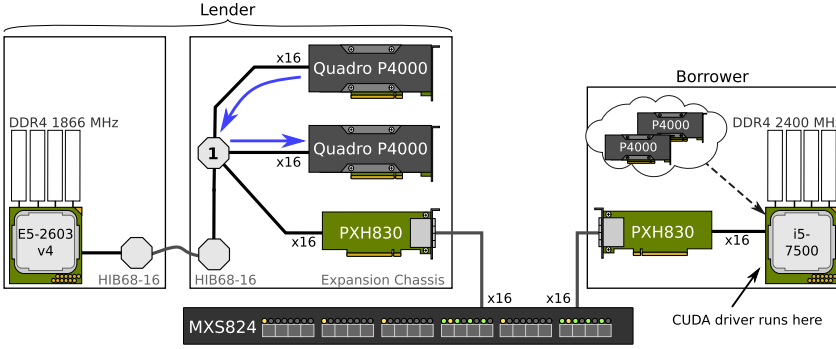 Lender
x16
Quadro P4000
Borrower
DDR4 1866 MHz
P4000
DDR4 2400 MHz
P4000
1
Quadro P4000
x16
E5-2603
v4
PXH830
x16
PXH830
x16
i5-
7500
HIB68-16
HIB68-16
Expansion Chassis
x16
x16
MXS824
CUDA driver runs here